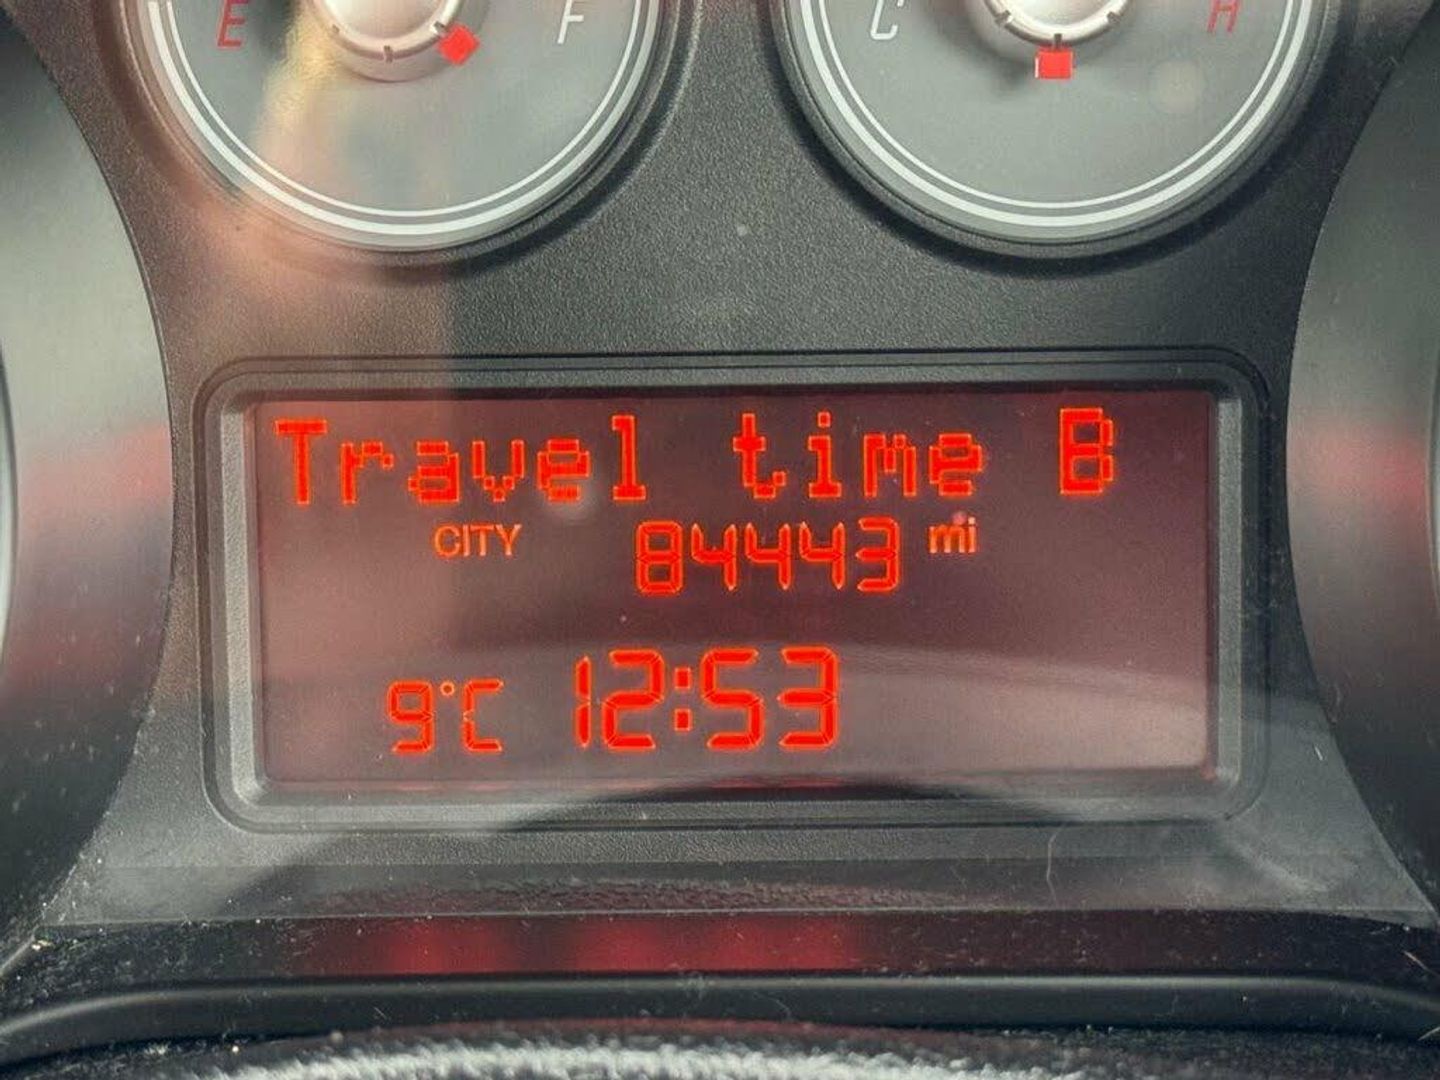 E F C H
Travel time B
CITY 84443 mi
9°C 12:53